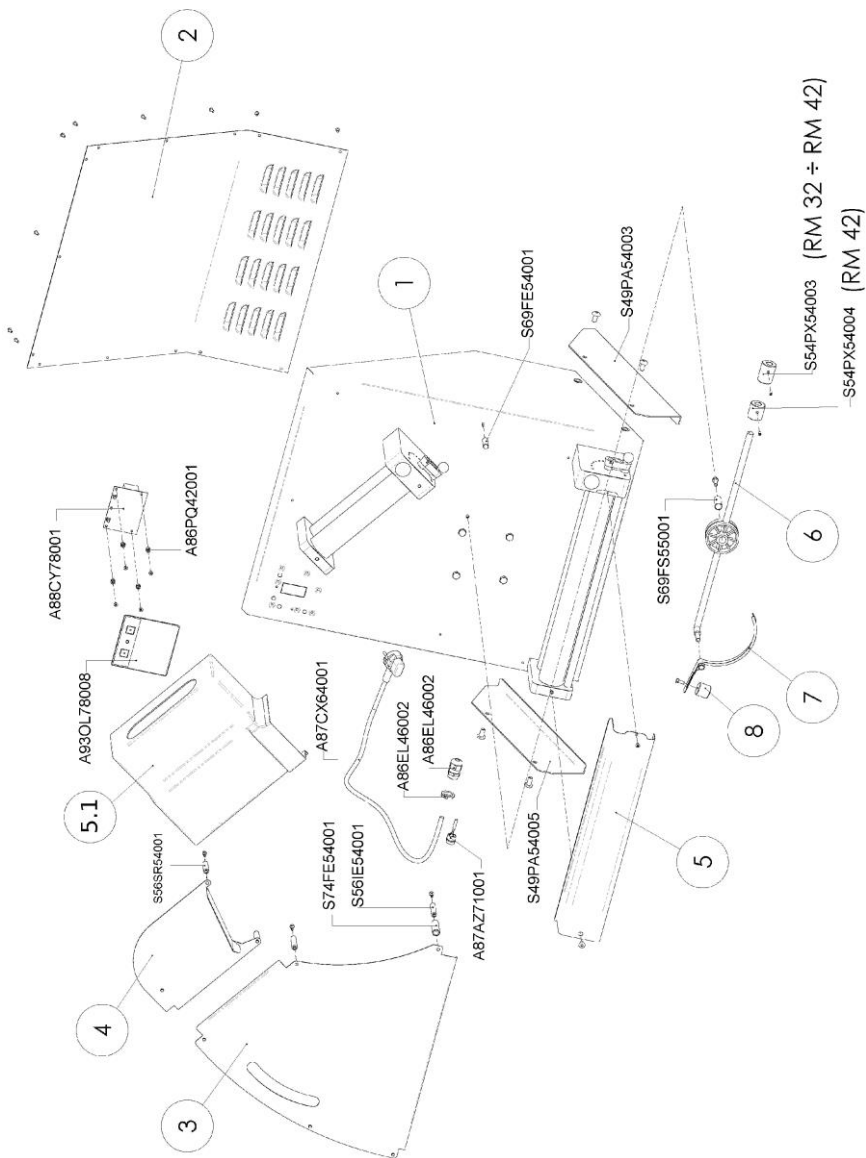 2
1
S69FE54001
S49PA54003
S54PX54003 (RM 32 ÷ RM 42)
S54PX54004 (RM 42)
A88CY78001
A86PQ42001
A93OL78008
5.1
A87CX64001
A86EL46002
A86EL46002
S69FS55001
6
7
8
S56SR54001
4
S74FE54001
S56IE54001
A87AZ71001
S49PA54005
5
3